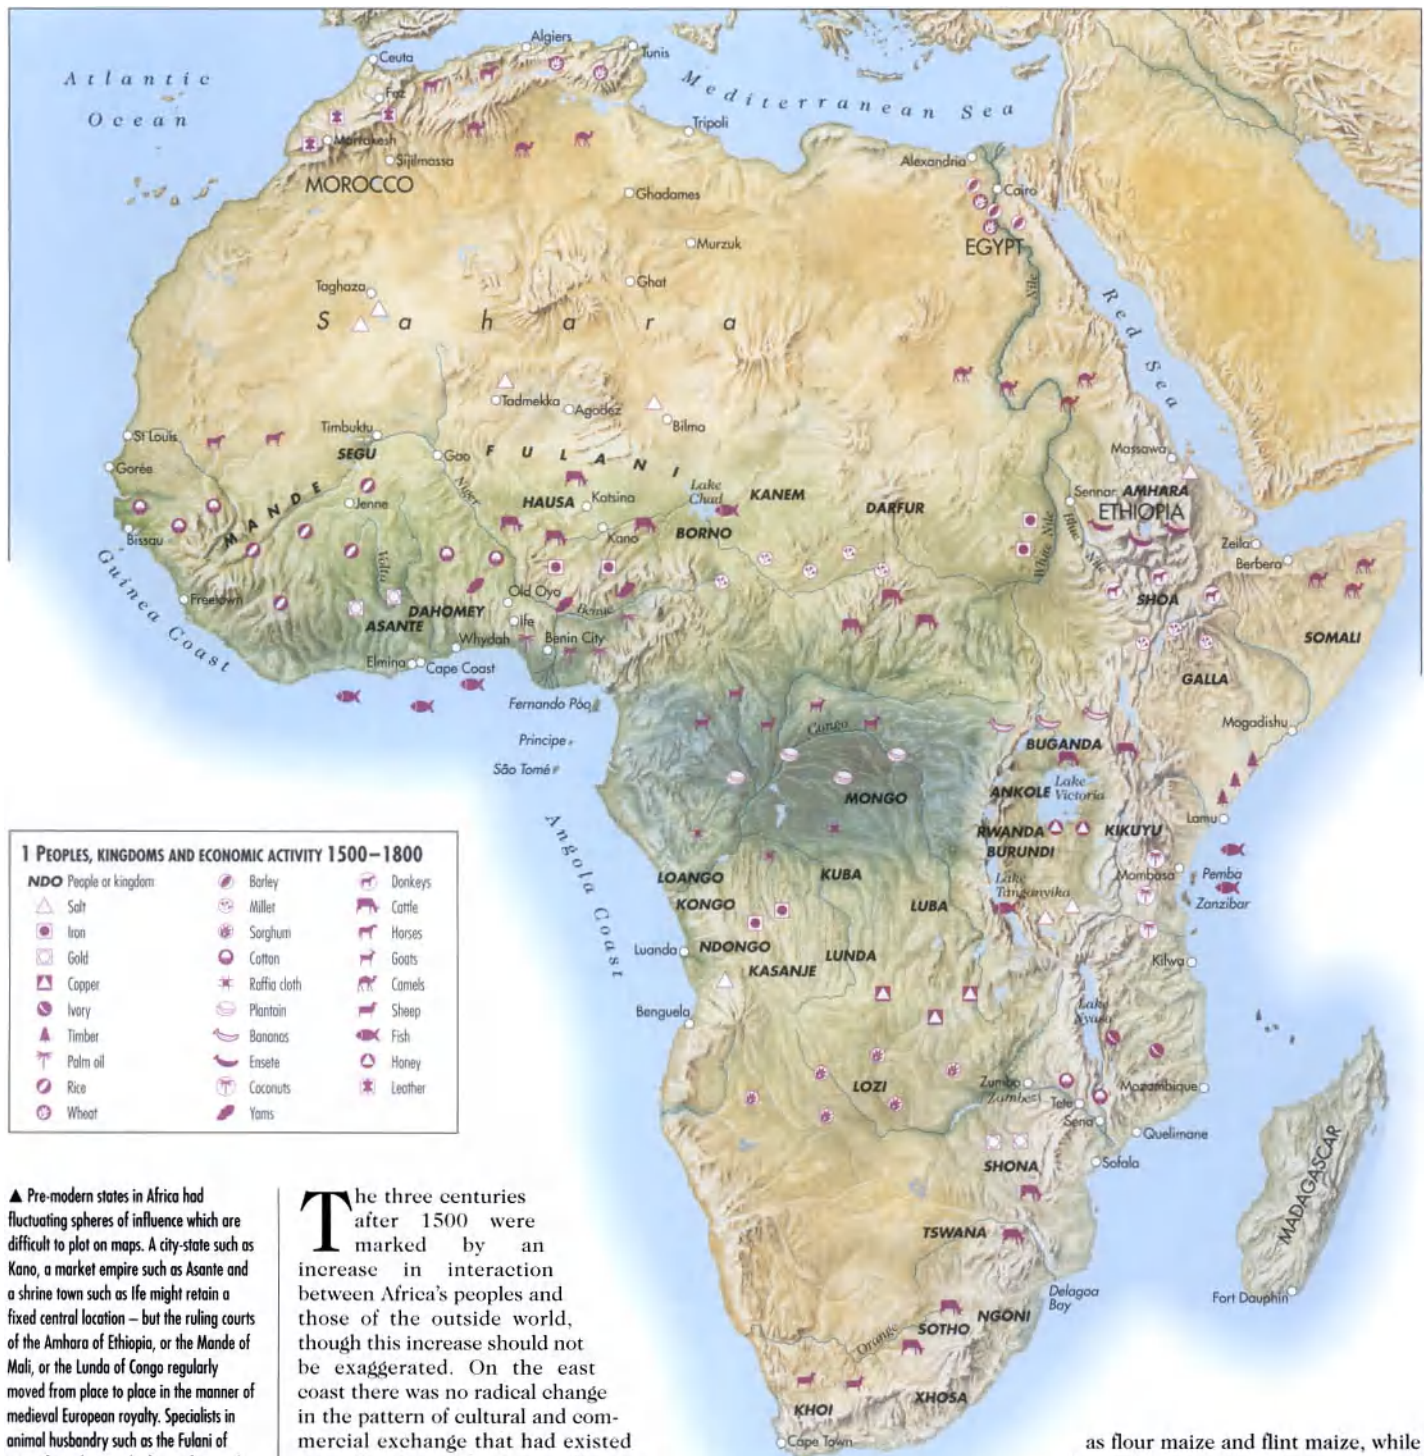 Atlantic
Ocean
Ceuta
Algiers
Tunis
Mediterranean Sea
Fez
Marrakesh
Sijilmassa
MOROCCO
Tripoli
Alexandria
Cairo
EGYPT
Ghadames
Murzuk
Ghat
Taghaza
Sahara
Nile
Red Sea
Tadmekka
Agadez
Bilma
St Louis
Timbuktu
Gorée
SEGU
Gao
FULANI
Massawa
Niger
HAUSA
Katsina
Lake
Chad
KANEM
DARFUR
Sennar
AMHARA
ETHIOPIA
Jenne
MANDE
Bissau
Kano
BORNO
White Nile
Blue Nile
Zeila
Berbera
Guinea Coast
Volta
Freetown
Old Oyo
Benue
DAHOMEY
ASANTE
Ife
Whydah
Benin City
SHOA
SOMALI
Elmina
Cape Coast
GALLA
Fernando Póo
Congo
Mogadishu
Principe
BUGANDA
São Tomé
MONGO
ANKOLE
Lake
Victoria
Lamu
Angola Coast
RWANDA
KIKUYU
BURUNDI
LOANGO
KUBA
Lake
Tanganyika
Mombasa
Pemba
Zanzibar
KONGO
LUBA
Luanda
NDONGO
LUNDA
KASANJE
Kilwa
Benguela
Lake
Nyasa
LOZI
Zumbo
Zambezi
Tete
Mozambique
Sena
Quelimane
SHONA
Sofala
MADAGASCAR
TSWANA
Delagoa
Bay
Fort Dauphin
NGONI
SOTHO
Orange
XHOSA
KHOI
Cape Town
1 PEOPLES, KINGDOMS AND ECONOMIC ACTIVITY 1500–1800
NDO People or kingdom
Salt
Iron
Gold
Copper
Ivory
Timber
Palm oil
Rice
Wheat
Barley
Millet
Sorghum
Cotton
Raffia cloth
Plantain
Bananas
Ensete
Coconuts
Yams
Donkeys
Cattle
Horses
Goats
Camels
Sheep
Fish
Honey
Leather
▲ Pre-modern states in Africa had
fluctuating spheres of influence which are
difficult to plot on maps. A city-state such as
Kano, a market empire such as Asante and
a shrine town such as Ife might retain a
fixed central location – but the ruling courts
of the Amhara of Ethiopia, or the Mande of
Mali, or the Lunda of Congo regularly
moved from place to place in the manner of
medieval European royalty. Specialists in
animal husbandry such as the Fulani of
The three centuries
after 1500 were
marked by an
increase in interaction
between Africa's peoples and
those of the outside world,
though this increase should not
be exaggerated. On the east
coast there was no radical change
in the pattern of cultural and com-
mercial exchange that had existed
as flour maize and flint maize, while